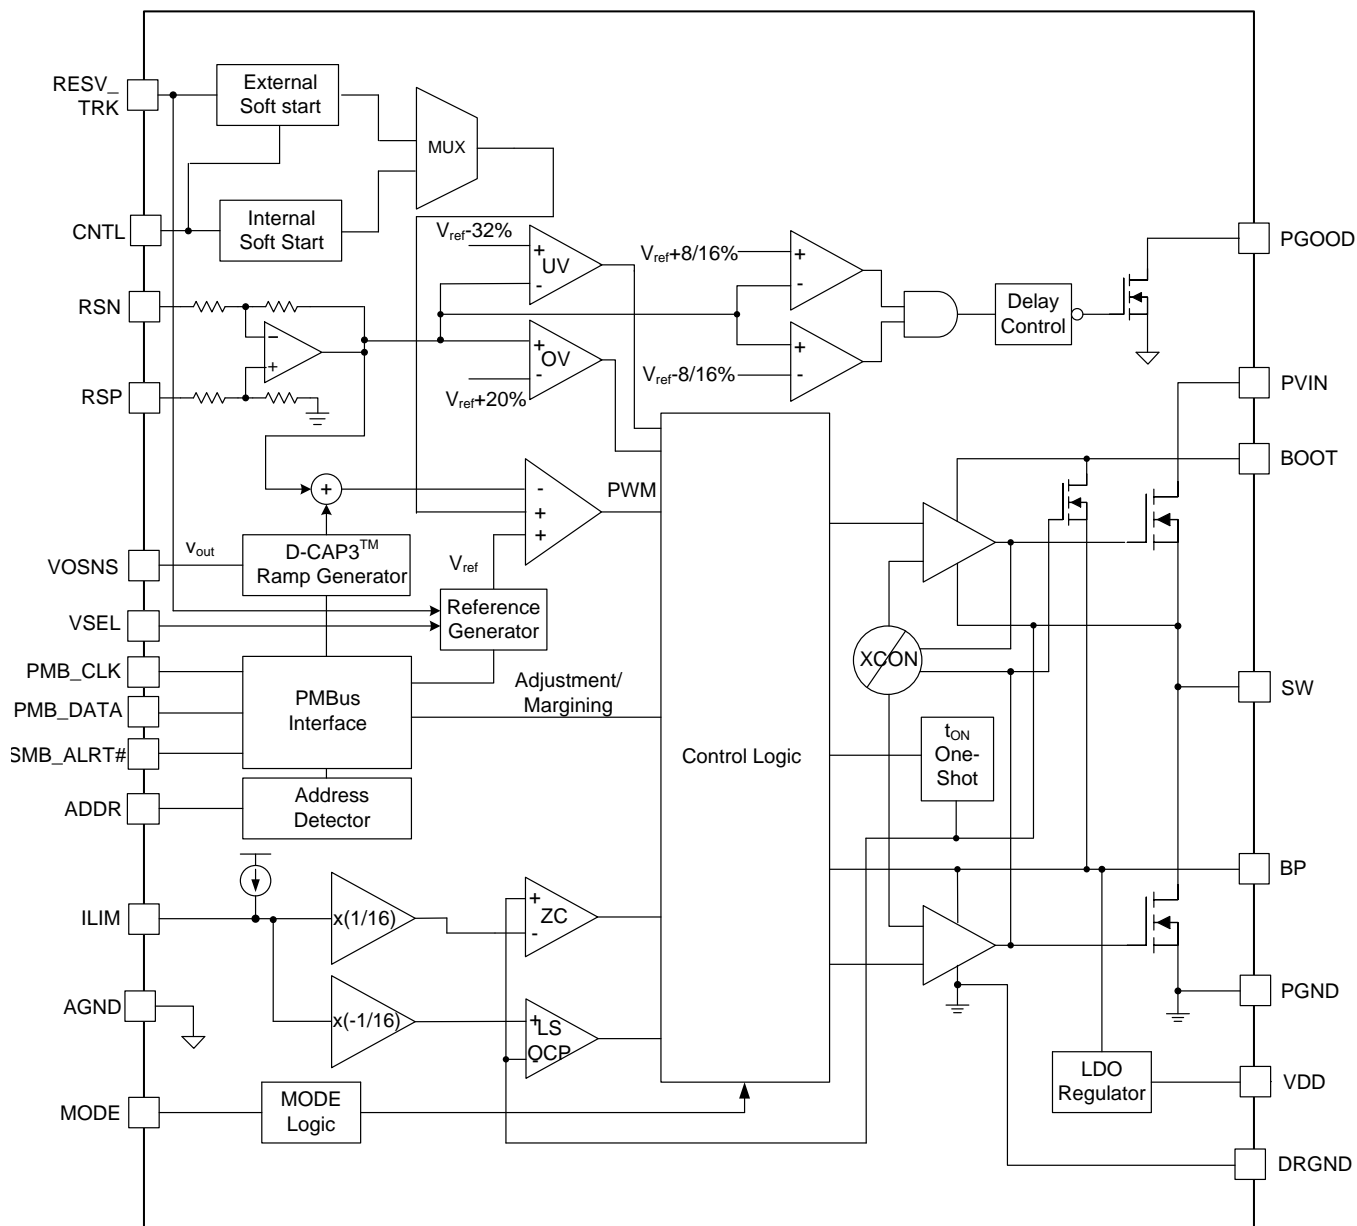 RESV_
TRK
External
Soft start
MUX
CNTL
Internal
Soft Start
Vref-32%
+
UV
-
Vref+8/16%
+
-
PGOOD
RSN
Delay
Control
-
+
+
OV
-
Vref+20%
+
-
Vref-8/16%
RSP
PVIN
BOOT
+
-
+
+
PWM
vout
D-CAP3™
Ramp Generator
VOSNS
Vref
VSEL
Reference
Generator
XCON
PMB_CLK
PMBus
Interface
Adjustment/
Margining
SW
PMB_DATA
tON
One-
Shot
SMB_ALRT#
Control Logic
ADDR
Address
Detector
BP
ILIM
x(1/16)
+
ZC
-
AGND
x(-1/16)
+
LS
OCP
-
PGND
LDO
Regulator
VDD
MODE
MODE
Logic
DRGND